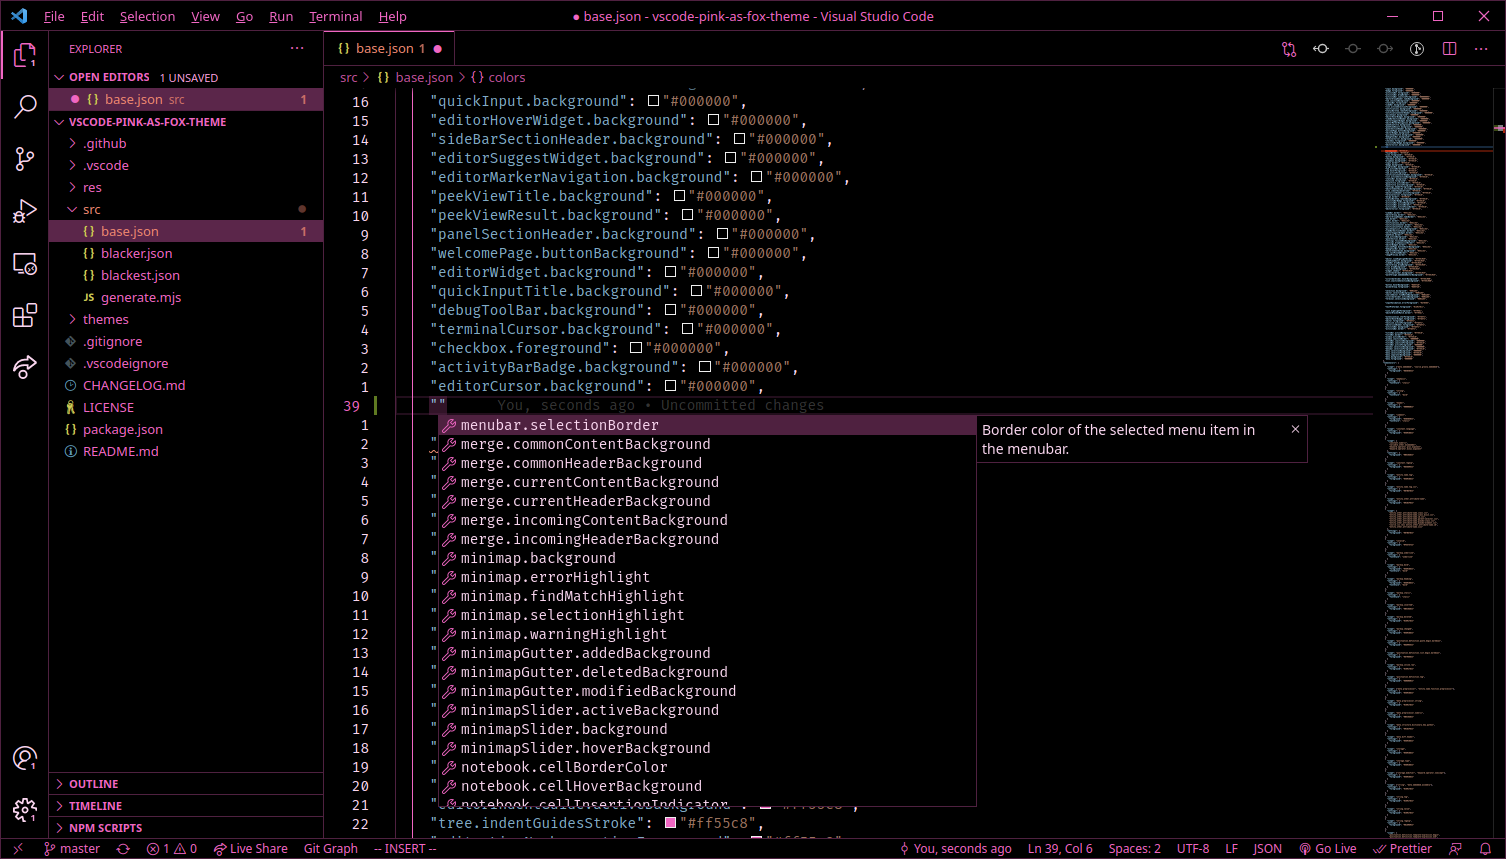 File Edit Selection View Go Run Terminal Help
● base.json - vscode-pink-as-fox-theme - Visual Studio Code
EXPLORER
OPEN EDITORS 1 UNSAVED
{} base.json src 1
VSCODE-PINK-AS-FOX-THEME
.github
.vscode
res
src
{} base.json 1
{} blacker.json
{} blackest.json
JS generate.mjs
themes
.gitignore
.vscodeignore
CHANGELOG.md
LICENSE
package.json
README.md
OUTLINE
TIMELINE
NPM SCRIPTS
{} base.json 1 ●
src > {} base.json > {} colors
16 "quickInput.background": "#000000",
15 "editorHoverWidget.background": "#000000",
14 "sideBarSectionHeader.background": "#000000",
13 "editorSuggestWidget.background": "#000000",
12 "editorMarkerNavigation.background": "#000000",
11 "peekViewTitle.background": "#000000",
10 "peekViewResult.background": "#000000",
9 "panelSectionHeader.background": "#000000",
8 "welcomePage.buttonBackground": "#000000",
7 "editorWidget.background": "#000000",
6 "quickInputTitle.background": "#000000",
5 "debugToolBar.background": "#000000",
4 "terminalCursor.background": "#000000",
3 "checkbox.foreground": "#000000",
2 "activityBarBadge.foreground": "#000000",
1 "editorCursor.background": "#000000",
39 "" You, seconds ago • Uncommitted changes
1 menubar.selectionBorder
2 " merge.commonContentBackground
3 " merge.commonHeaderBackground
4 " merge.currentContentBackground
5 " merge.currentHeaderBackground
6 " merge.incomingContentBackground
7 " merge.incomingHeaderBackground
8 " minimap.background
9 " minimap.errorHighlight
10 " minimap.findMatchHighlight
11 " minimap.selectionHighlight
12 " minimap.warningHighlight
13 " minimapGutter.addedBackground
14 " minimapGutter.deletedBackground
15 " minimapGutter.modifiedBackground
16 " minimapSlider.activeBackground
17 " minimapSlider.background
18 " minimapSlider.hoverBackground
19 " notebook.cellBorderColor
20 " notebook.cellHoverBackground
21 notebook.cellInsertionIndicator
22 "tree.indentGuidesStroke": "#ff55c8",
Border color of the selected menu item in
the menubar.
master 1 0 Live Share Git Graph -- INSERT -- You, seconds ago Ln 39, Col 6 Spaces: 2 UTF-8 LF JSON Go Live Prettier